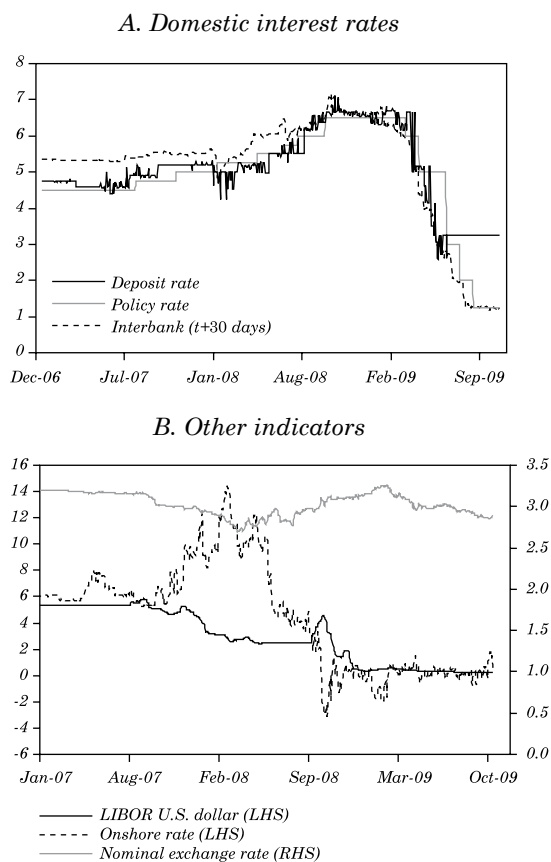 A. Domestic interest rates
8
7
6
5
4
3
2
1
0
Deposit rate
Policy rate
Interbank (t+30 days)
Dec-06 Jul-07 Jan-08 Aug-08 Feb-09 Sep-09
B. Other indicators
16 3.5
14 3.0
12
10 2.5
8
6 2.0
4 1.5
2
0 1.0
-2 0.5
-4
-6 0.0
Jan-07 Aug-07 Feb-08 Sep-08 Mar-09 Oct-09
LIBOR U.S. dollar (LHS)
Onshore rate (LHS)
Nominal exchange rate (RHS)